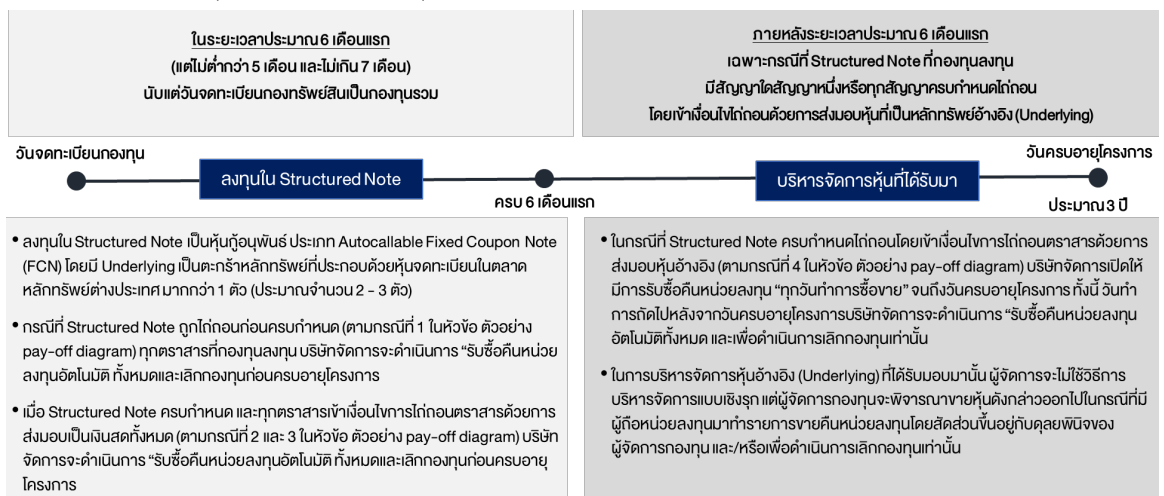 ในระยะเวลาประมาณ 6 เดือนแรก
(แต่ไม่ต่ำกว่า 5 เดือน และไม่เกิน 7 เดือน)
นับแต่วันจดทะเบียนกองทรัพย์สินเป็นกองทุนรวม
ภายหลังระยะเวลาประมาณ 6 เดือนแรก
เฉพาะกรณีที่ Structured Note ที่กองทุนลงทุน
มีสัญญาใดสัญญาหนึ่งหรือทุกสัญญาครบกำหนดไถ่ถอน
โดยเข้าเงื่อนไขไถ่ถอนด้วยการส่งมอบหุ้นที่เป็นหลักทรัพย์อ้างอิง (Underlying)
วันจดทะเบียนกองทุน
ลงทุนใน Structured Note
ครบ 6 เดือนแรก
บริหารจัดการหุ้นที่ได้รับมา
วันครบอายุโครงการ
ประมาณ 3 ปี
• ลงทุนใน Structured Note เป็นหุ้นกู้อนุพันธ์ ประเภท Autocallable Fixed Coupon Note
(FCN) โดยมี Underlying เป็นตะกร้าหลักทรัพย์ที่ประกอบด้วยหุ้นจดทะเบียนในตลาด
หลักทรัพย์ต่างประเทศ มากกว่า 1 ตัว (ประมาณจำนวน 2 - 3 ตัว)
• กรณีที่ Structured Note ถูกไถ่ถอนก่อนครบกำหนด (ตามกรณีที่ 1 ในหัวข้อ ตัวอย่าง
pay-off diagram) ทุกตราสารที่กองทุนลงทุน บริษัทจัดการจะดำเนินการ “รับซื้อคืนหน่วย
ลงทุนอัตโนมัติ ทั้งหมดและเลิกกองทุนก่อนครบอายุโครงการ
• เมื่อ Structured Note ครบกำหนด และทุกตราสารเข้าเงื่อนไขการไถ่ถอนตราสารด้วยการ
ส่งมอบเป็นเงินสดทั้งหมด (ตามกรณีที่ 2 และ 3 ในหัวข้อ ตัวอย่าง pay-off diagram) บริษัท
จัดการจะดำเนินการ “รับซื้อคืนหน่วยลงทุนอัตโนมัติ ทั้งหมดและเลิกกองทุนก่อนครบอายุ
โครงการ
• ในกรณีที่ Structured Note ครบกำหนดไถ่ถอนโดยเข้าเงื่อนไขการไถ่ถอนตราสารด้วยการ
ส่งมอบหุ้นอ้างอิง (ตามกรณีที่ 4 ในหัวข้อ ตัวอย่าง pay-off diagram) บริษัทจัดการเปิดให้
มีการรับซื้อคืนหน่วยลงทุน “ทุกวันทำการซื้อขาย” จนถึงวันครบอายุโครงการ ทั้งนี้ วันทำ
การถัดไปหลังจากวันครบอายุโครงการบริษัทจัดการจะดำเนินการ “รับซื้อคืนหน่วยลงทุน
อัตโนมัติทั้งหมด และเพื่อดำเนินการเลิกกองทุนเท่านั้น
• ในการบริหารจัดการหุ้นอ้างอิง (Underlying) ที่ได้รับมอบมานั้น ผู้จัดการจะไม่ใช้วิธีการ
บริหารจัดการแบบเชิงรุก แต่ผู้จัดการกองทุนจะพิจารณาขายหุ้นดังกล่าวออกไปในกรณีที่มี
ผู้ถือหน่วยลงทุนมาทำรายการขายคืนหน่วยลงทุนโดยสัดส่วนขึ้นอยู่กับดุลยพินิจของ
ผู้จัดการกองทุน และ/หรือเพื่อดำเนินการเลิกกองทุนเท่านั้น